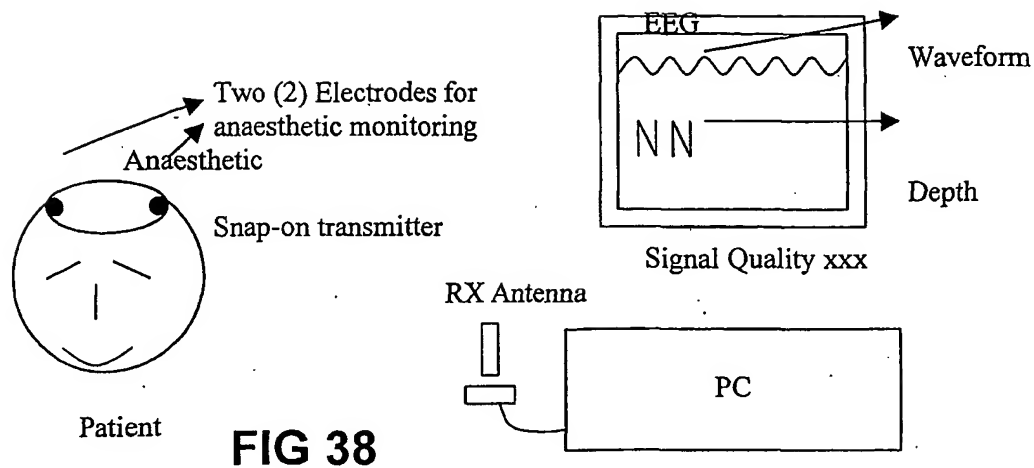 EEG
Waveform
Two (2) Electrodes for
anaesthetic monitoring
Anaesthetic
NN
Depth
Snap-on transmitter
Signal Quality xxx
RX Antenna
PC
Patient
FIG 38